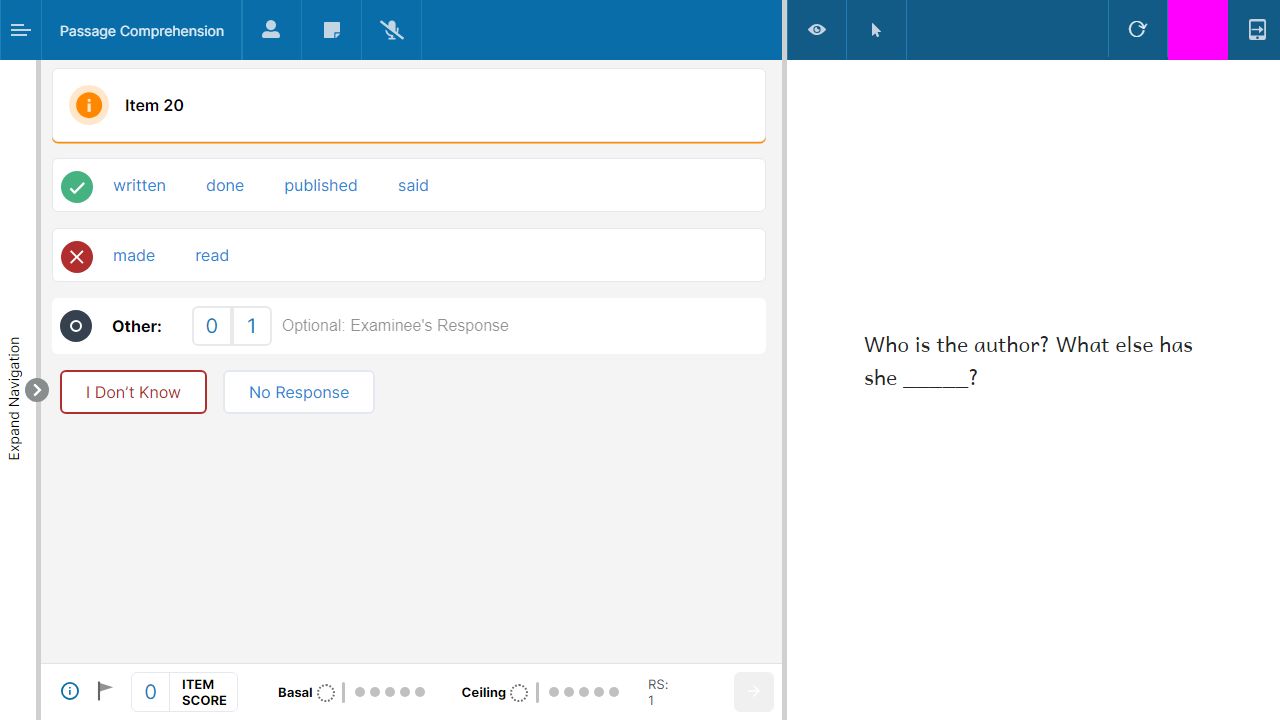 Passage Comprehension
Item 20
written done published said
made read
Other: 0 1 Optional: Examinee's Response
I Don't Know No Response
Expand Navigation
0 ITEM SCORE Basal Ceiling RS: 1
Who is the author? What else has
she _____?